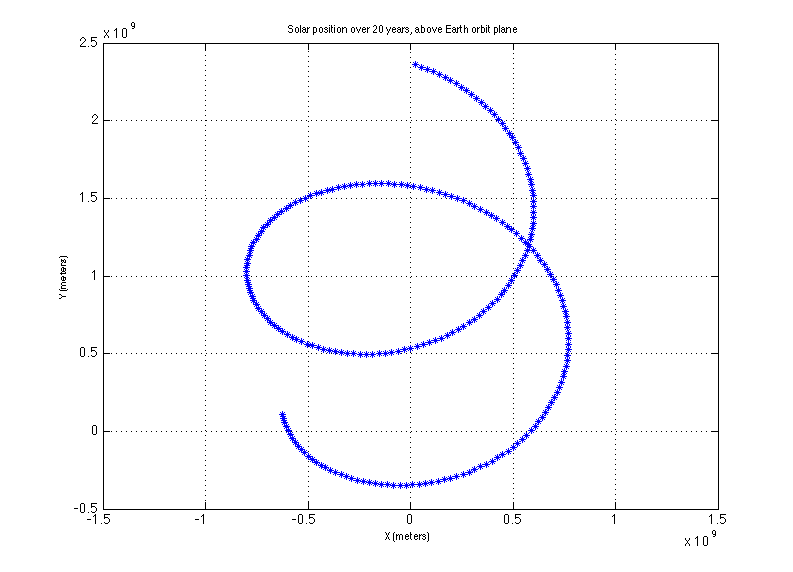 Solar position over 20 years, above Earth orbit plane
x 10^9
2.5
2
1.5
1
0.5
0
-0.5
Y (meters)
-1.5 -1 -0.5 0 0.5 1 1.5
X (meters)
x 10^9